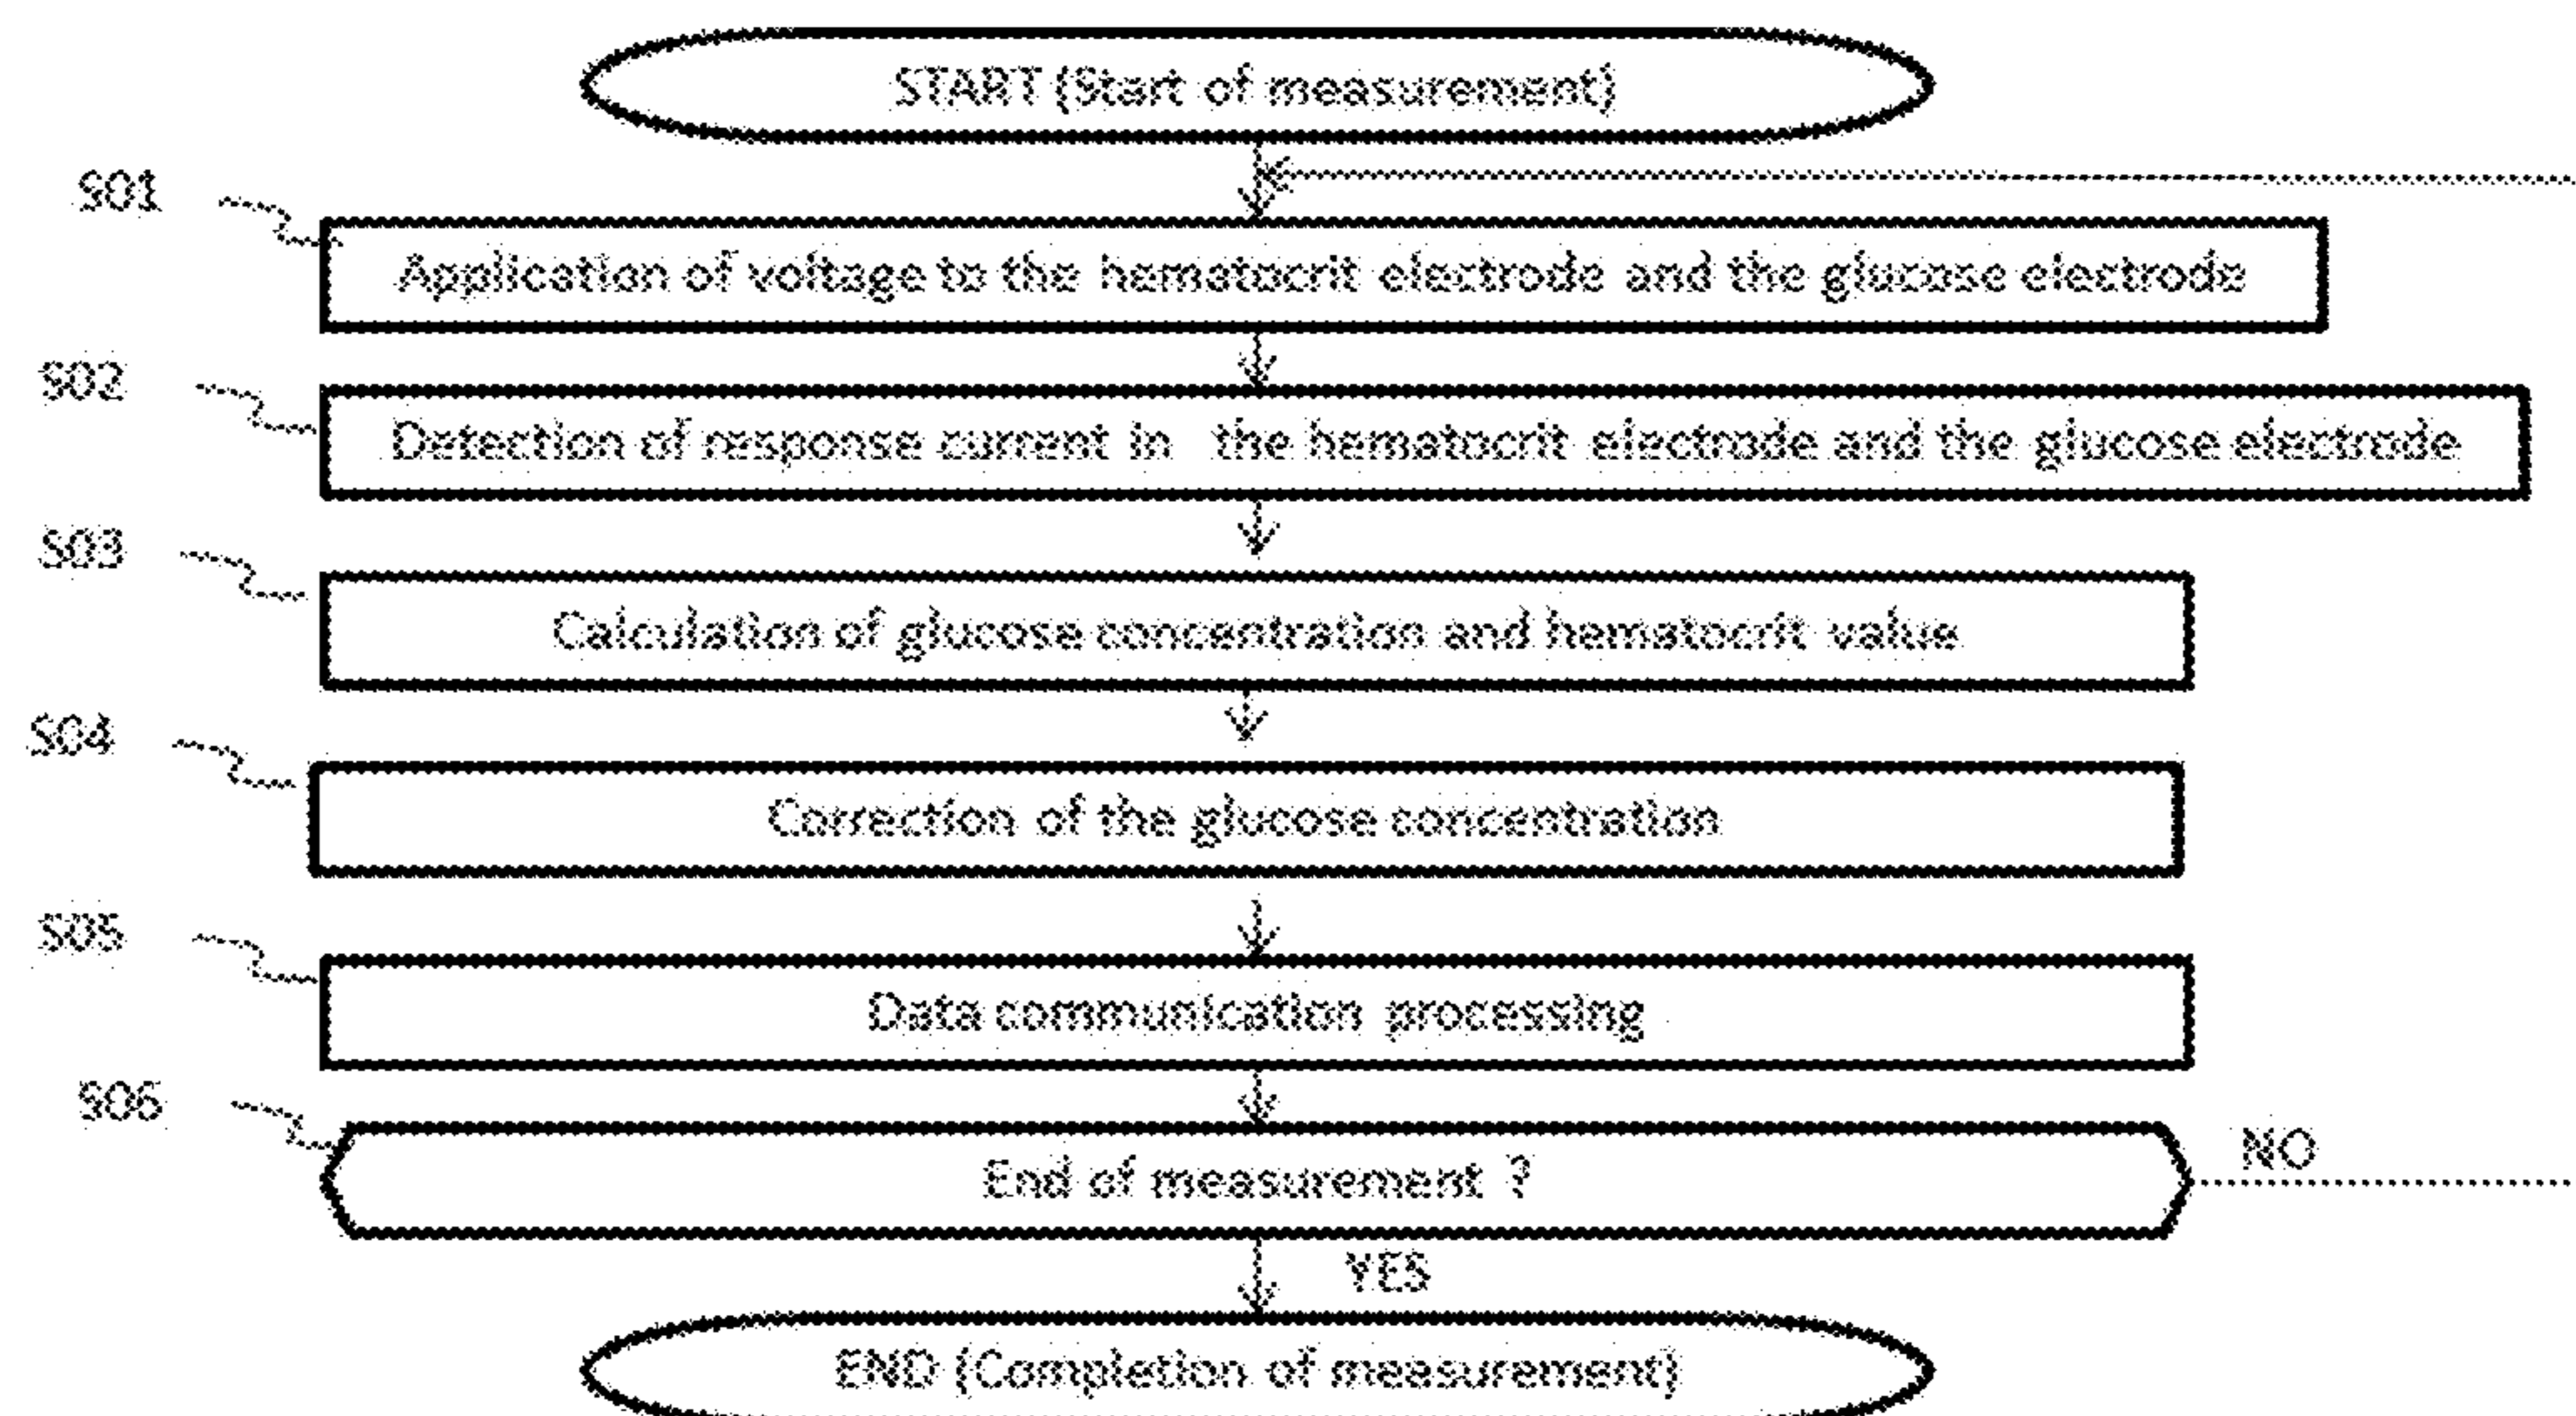 START (Start of measurement)
S01
Application of voltage to the hematocrit electrode and the glucose electrode
S02
Detection of response current in the hematocrit electrode and the glucose electrode
S03
Calculation of glucose concentration and hematocrit value
S04
Correction of the glucose concentration
S05
Data communication processing
S06
End of measurement ?
NO
YES
END (Completion of measurement)